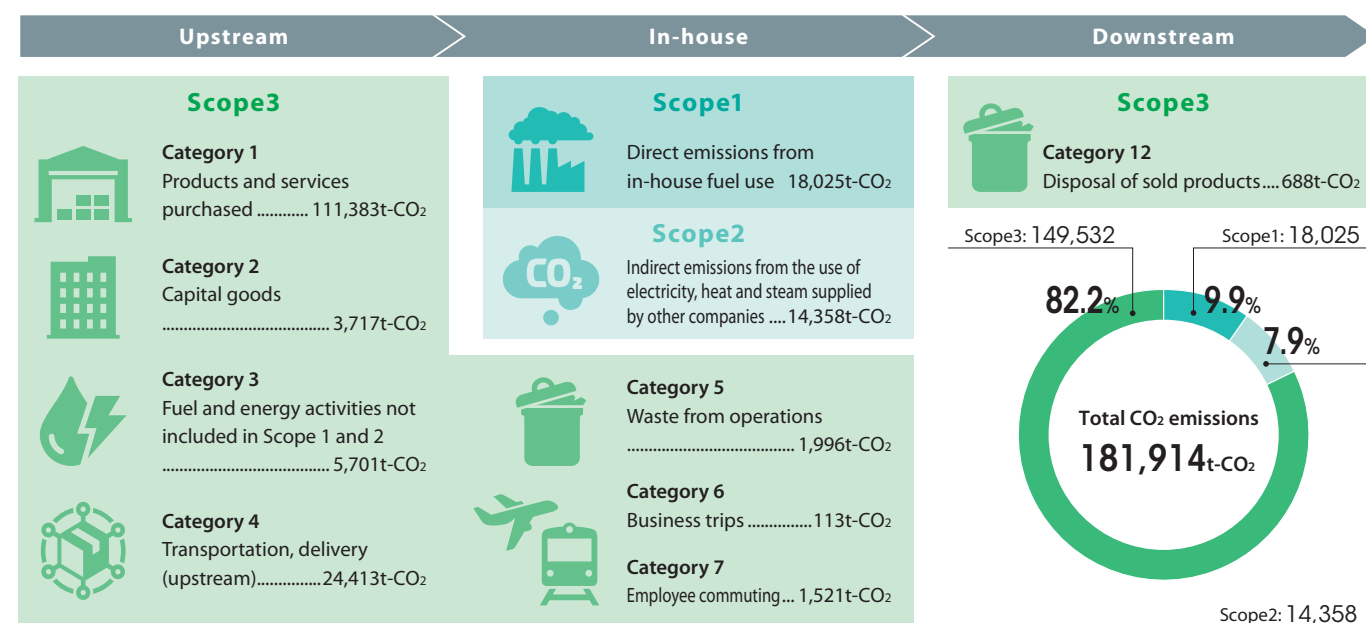 Upstream
In-house
Downstream
Scope3
Category 1
Products and services
purchased ............ 111,383t-CO2
Category 2
Capital goods
........................................ 3,717t-CO2
Category 3
Fuel and energy activities not
included in Scope 1 and 2
........................................ 5,701t-CO2
Category 4
Transportation, delivery
(upstream)...............24,413t-CO2
Scope1
Direct emissions from
in-house fuel use 18,025t-CO2
Scope2
CO2
Indirect emissions from the use of
electricity, heat and steam supplied
by other companies ....14,358t-CO2
Category 5
Waste from operations
........................................ 1,996t-CO2
Category 6
Business trips ...............113t-CO2
Category 7
Employee commuting... 1,521t-CO2
Scope3
Category 12
Disposal of sold products....688t-CO2
Scope3: 149,532
Scope1: 18,025
82.2%
9.9%
7.9%
Total CO2 emissions
181,914t-CO2
Scope2: 14,358